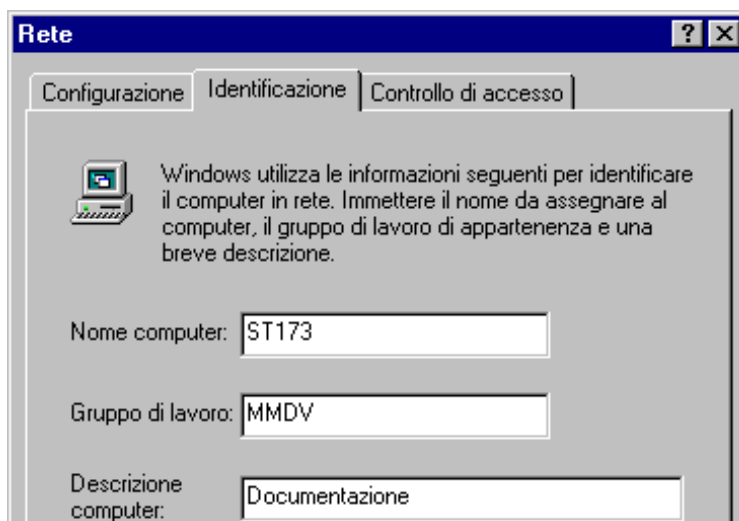 Rete
Configurazione Identificazione Controllo di accesso
Windows utilizza le informazioni seguenti per identificare
il computer in rete. Immettere il nome da assegnare al
computer, il gruppo di lavoro di appartenenza e una
breve descrizione.
Nome computer: ST173
Gruppo di lavoro: MMDV
Descrizione
computer: Documentazione